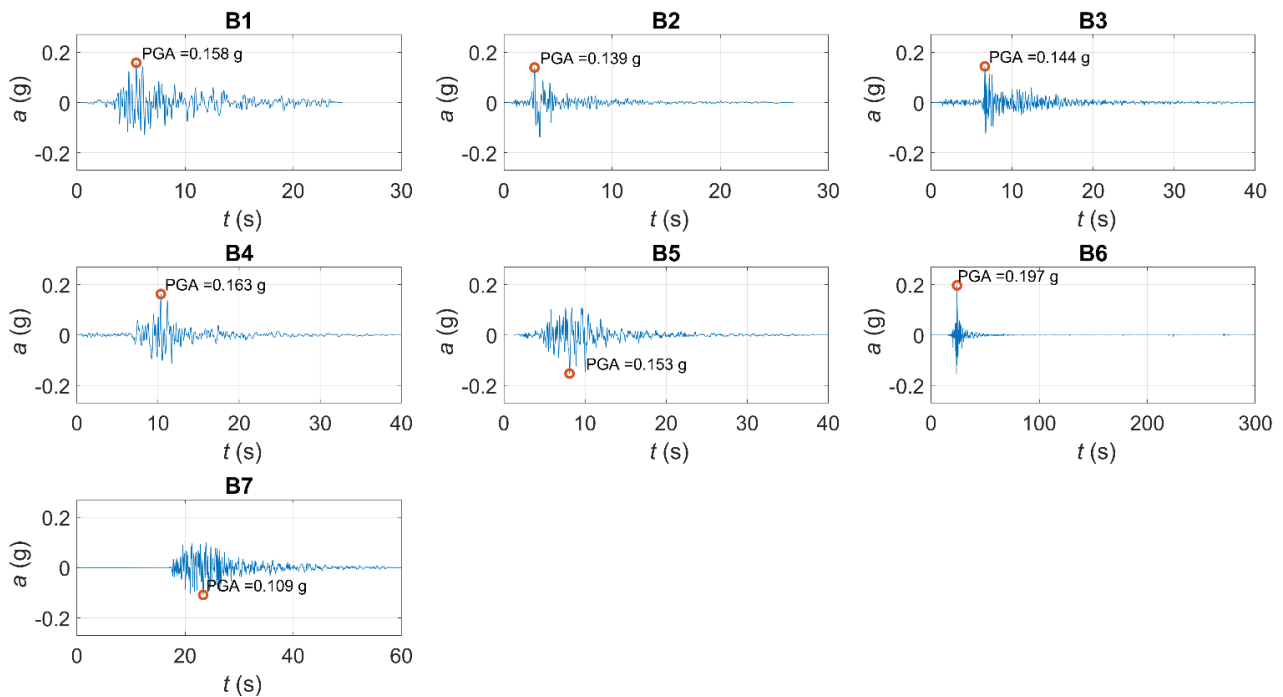 B1
PGA =0.158 g
0.2
0
-0.2
a (g)
0 10 20 30
t (s)
B2
PGA =0.139 g
0.2
0
-0.2
a (g)
0 10 20 30
t (s)
B3
PGA =0.144 g
0.2
0
-0.2
a (g)
0 10 20 30 40
t (s)
B4
PGA =0.163 g
0.2
0
-0.2
a (g)
0 10 20 30 40
t (s)
B5
0.2
0
-0.2
PGA =0.153 g
a (g)
0 10 20 30 40
t (s)
B6
PGA =0.197 g
0.2
0
-0.2
a (g)
0 100 200 300
t (s)
B7
0.2
0
-0.2
PGA =0.109 g
a (g)
0 20 40 60
t (s)